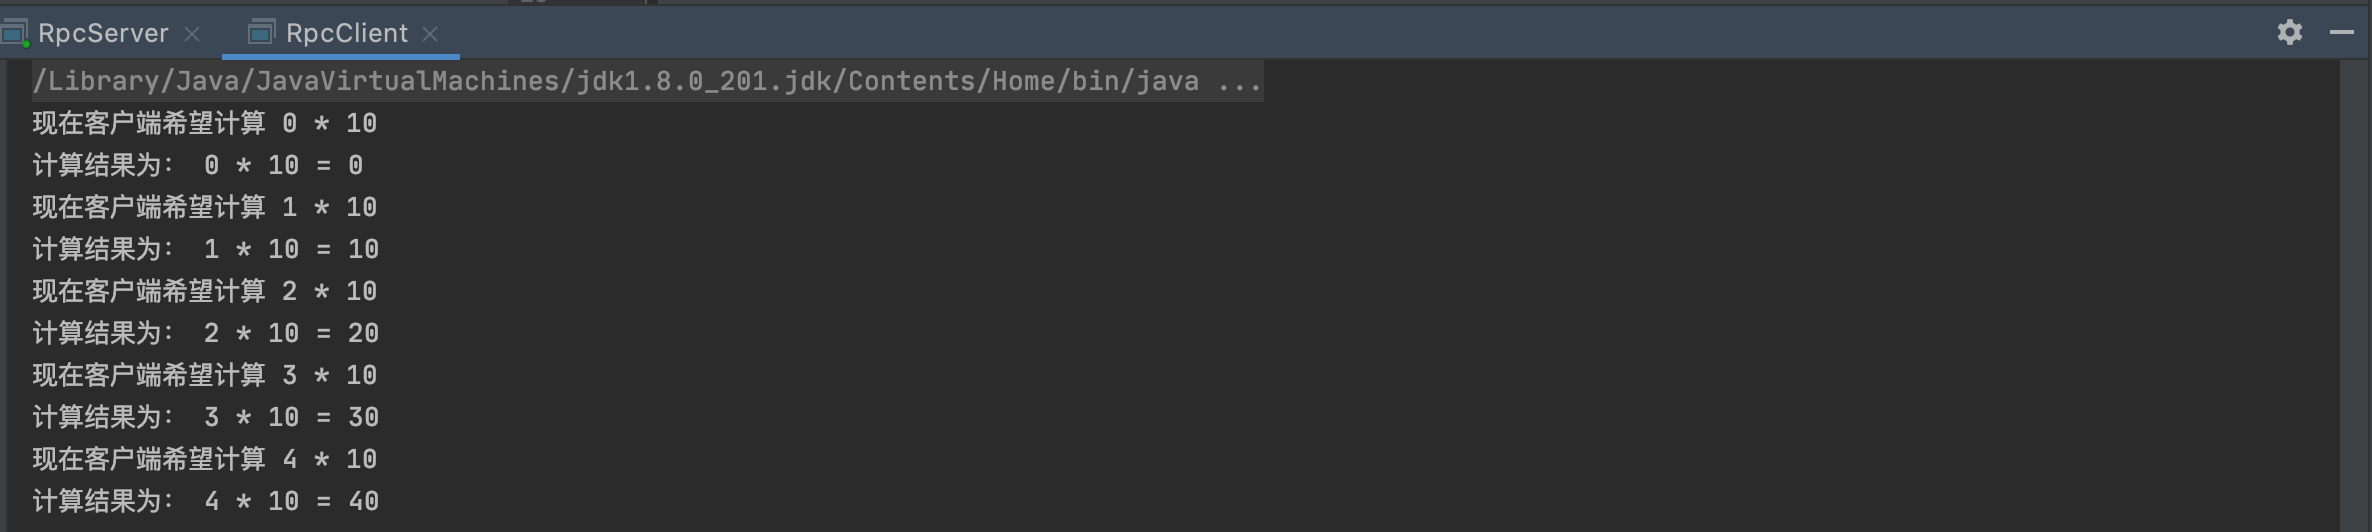 RpcServer RpcClient
/Library/Java/JavaVirtualMachines/jdk1.8.0_201.jdk/Contents/Home/bin/java ...
现在客户端希望计算 0 * 10
计算结果为： 0 * 10 = 0
现在客户端希望计算 1 * 10
计算结果为： 1 * 10 = 10
现在客户端希望计算 2 * 10
计算结果为： 2 * 10 = 20
现在客户端希望计算 3 * 10
计算结果为： 3 * 10 = 30
现在客户端希望计算 4 * 10
计算结果为： 4 * 10 = 40